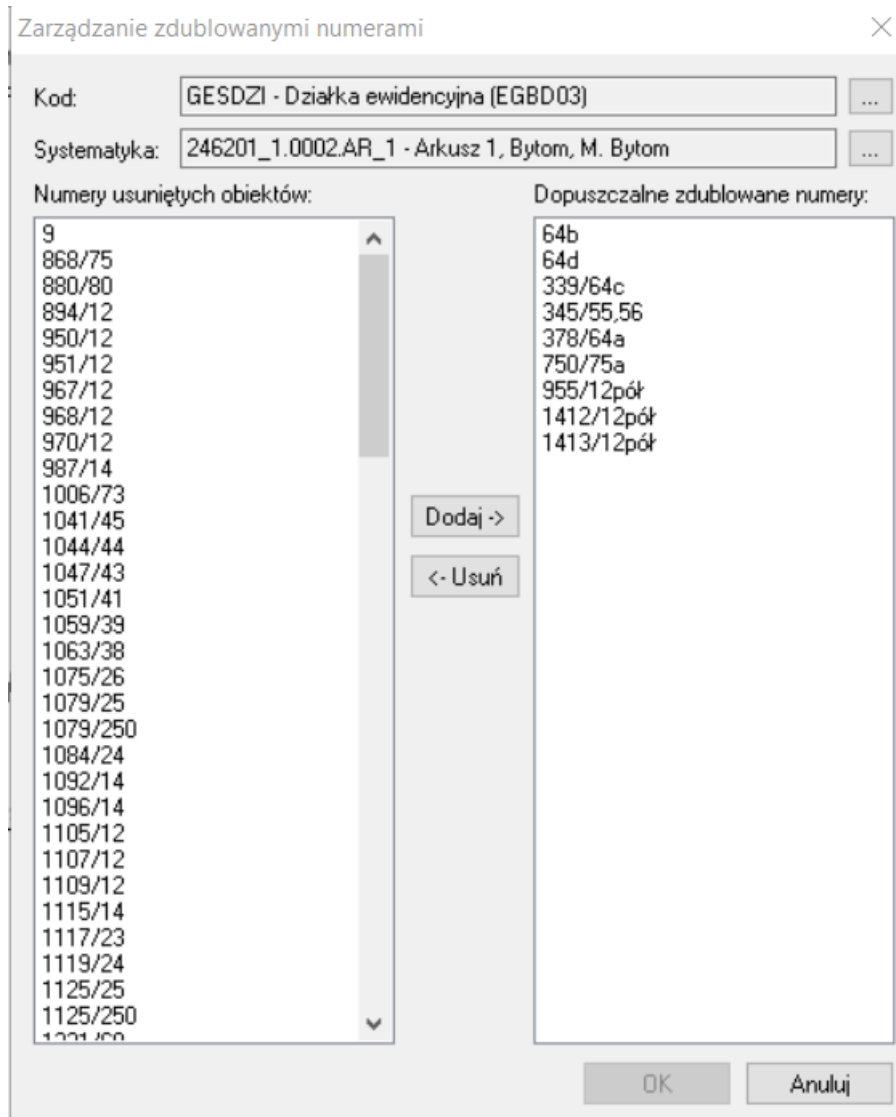 Zarządzanie zdublowanymi numerami
Kod: GESDZI - Działka ewidencyjna (EGBD03) ...
Systematyka: 246201_1.0002.AR_1 - Arkusz 1, Bytom, M. Bytom ...
Numery usuniętych obiektów:
9
868/75
880/80
894/12
950/12
951/12
967/12
968/12
970/12
987/14
1006/73
1041/45
1044/44
1047/43
1051/41
1059/39
1063/38
1075/26
1079/25
1079/250
1084/24
1092/14
1096/14
1105/12
1107/12
1109/12
1115/14
1117/23
1119/24
1125/25
1125/250
Dodaj ->
<- Usuń
Dopuszczalne zdublowane numery:
64b
64d
339/64c
345/55,56
378/64a
750/75a
955/12pół
1412/12pół
1413/12pół
OK
Anuluj